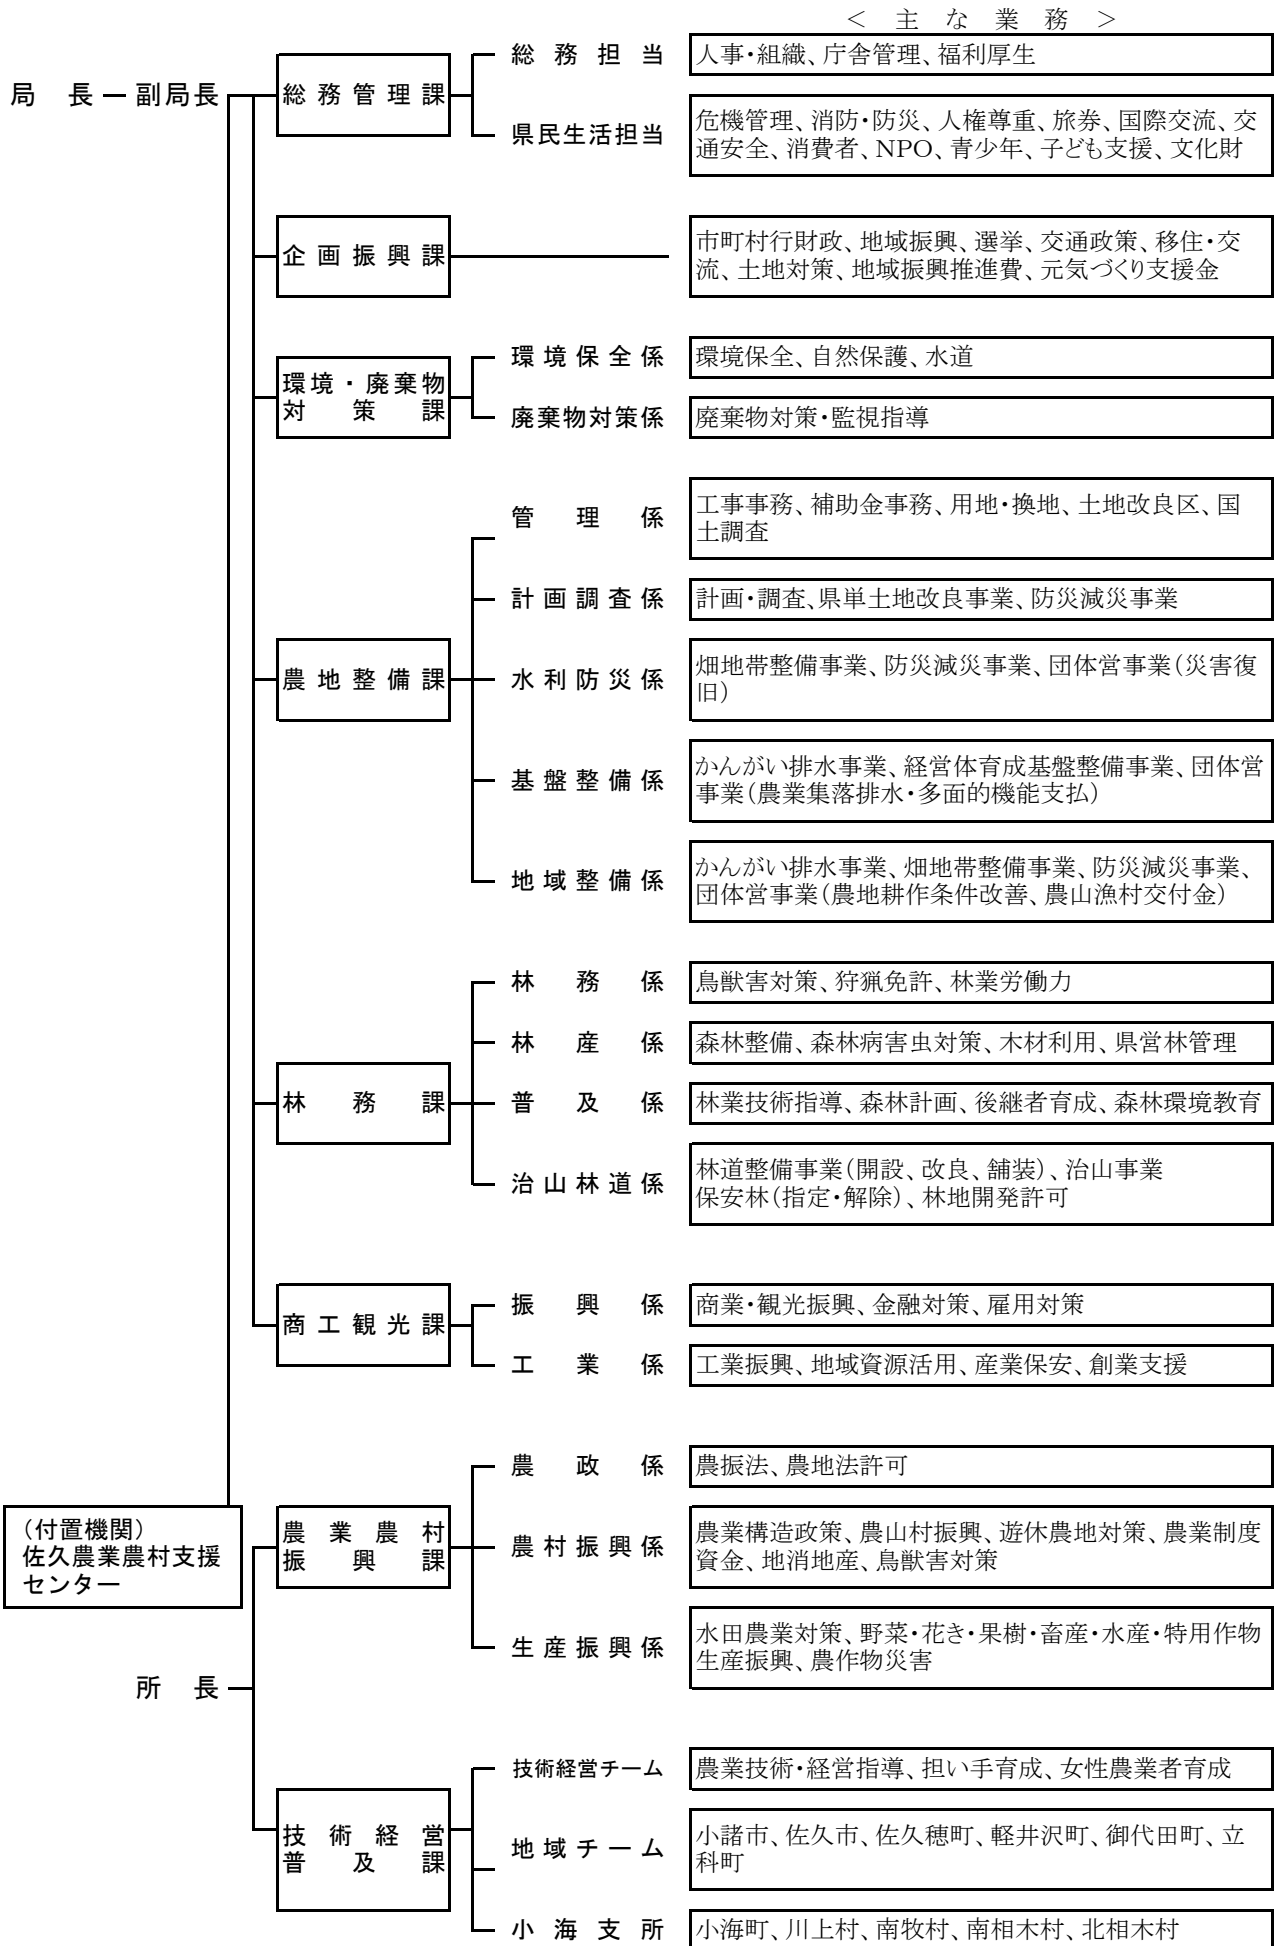 ＜ 主 な 業 務 ＞
局 長 副局長
総務管理課
総務担当
人事・組織、庁舎管理、福利厚生
県民生活担当
危機管理、消防・防災、人権尊重、旅券、国際交流、交
通安全、消費者、NPO、青少年、子ども支援、文化財
企画振興課
市町村行財政、地域振興、選挙、交通政策、移住・交
流、土地対策、地域振興推進費、元気づくり支援金
環境・廃棄物
対策課
環境保全係
環境保全、自然保護、水道
廃棄物対策係
廃棄物対策・監視指導
農地整備課
管理係
工事事務、補助金事務、用地・換地、土地改良区、国
土調査
計画調査係
計画・調査、県単土地改良事業、防災減災事業
水利防災係
畑地帯整備事業、防災減災事業、団体営事業（災害復
旧）
基盤整備係
かんがい排水事業、経営体育成基盤整備事業、団体営
事業（農業集落排水・多面的機能支払）
地域整備係
かんがい排水事業、畑地帯整備事業、防災減災事業、
団体営事業（農地耕作条件改善、農山漁村交付金）
林務課
林務係
鳥獣害対策、狩猟免許、林業労働力
林産係
森林整備、森林病害虫対策、木材利用、県営林管理
普及係
林業技術指導、森林計画、後継者育成、森林環境教育
治山林道係
林道整備事業（開設、改良、舗装）、治山事業
保安林（指定・解除）、林地開発許可
商工観光課
振興係
商業・観光振興、金融対策、雇用対策
工業係
工業振興、地域資源活用、産業保安、創業支援
（付置機関）
佐久農業農村支援
センター
所 長
農業農村
振興課
農政係
農振法、農地法許可
農村振興係
農業構造政策、農山村振興、遊休農地対策、農業制度
資金、地消地産、鳥獣害対策
生産振興係
水田農業対策、野菜・花き・果樹・畜産・水産・特用作物
生産振興、農作物災害
技術経営
普及課
技術経営チーム
農業技術・経営指導、担い手育成、女性農業者育成
地域チーム
小諸市、佐久市、佐久穂町、軽井沢町、御代田町、立
科町
小海支所
小海町、川上村、南牧村、南相木村、北相木村